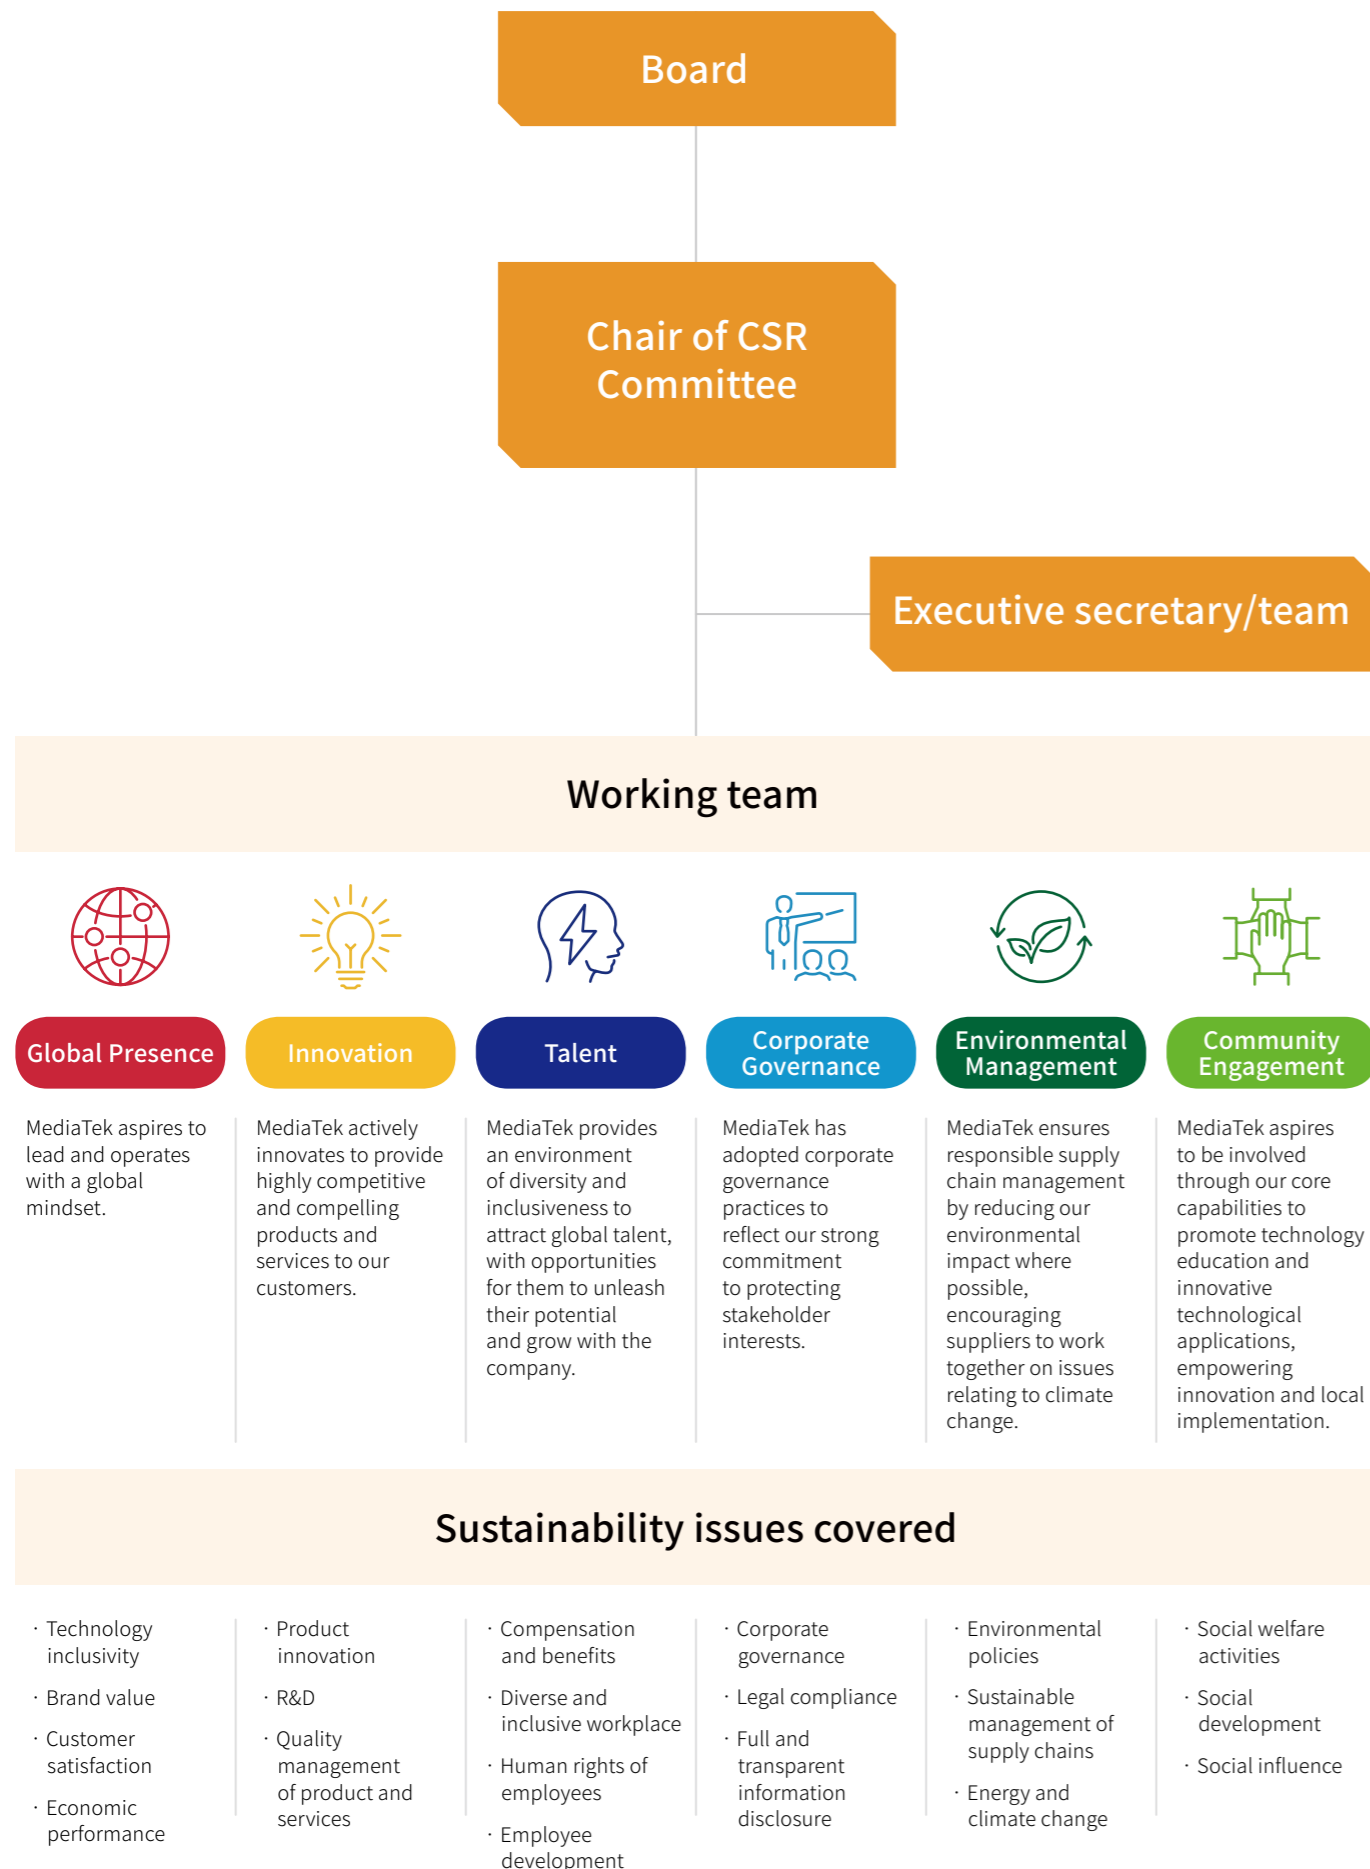 Board
Chair of CSR
Committee
Executive secretary/team
Working team
Global Presence
MediaTek aspires to
lead and operates
with a global
mindset.
Innovation
MediaTek actively
innovates to provide
highly competitive
and compelling
products and
services to our
customers.
Talent
MediaTek provides
an environment
of diversity and
inclusiveness to
attract global talent,
with opportunities
for them to unleash
their potential
and grow with the
company.
Corporate
Governance
MediaTek has
adopted corporate
governance
practices to
reflect our strong
commitment
to protecting
stakeholder
interests.
Environmental
Management
MediaTek ensures
responsible supply
chain management
by reducing our
environmental
impact where
possible,
encouraging
suppliers to work
together on issues
relating to climate
change.
Community
Engagement
MediaTek aspires
to be involved
through our core
capabilities to
promote technology
education and
innovative
technological
applications,
empowering
innovation and local
implementation.
Sustainability issues covered
· Technology
inclusivity
· Brand value
· Customer
satisfaction
· Economic
performance
· Product
innovation
· R&D
· Quality
management
of product and
services
· Compensation
and benefits
· Diverse and
inclusive workplace
· Human rights of
employees
· Employee
development
· Corporate
governance
· Legal compliance
· Full and
transparent
information
disclosure
· Environmental
policies
· Sustainable
management of
supply chains
· Energy and
climate change
· Social welfare
activities
· Social
development
· Social influence